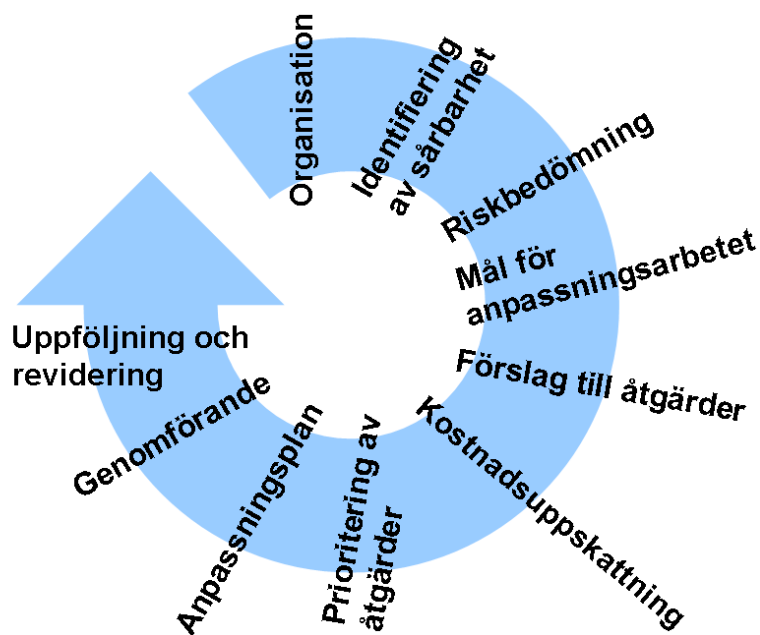 Organisation
Identifiering
av sårbarhet
Riskbedömning
Mål för
anpassningsarbetet
Förslag till åtgärder
Kostnadsuppskattning
Prioritering av
åtgärder
Anpassningsplan
Genomförande
Uppföljning och
revidering